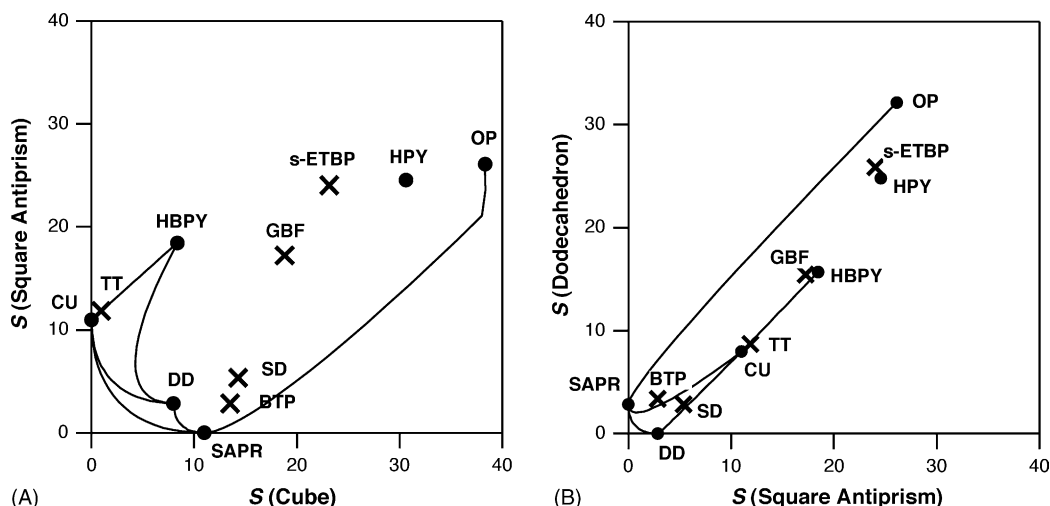 40
30
20
10
0
S (Square Antiprism)
OP
HPY
s-ETBP
GBF
HBPY
TT
CU
DD
SD
BTP
SAPR
0 10 20 30 40
(A) S (Cube)
40
30
20
10
0
S (Dodecahedron)
OP
s-ETBP
HPY
GBF
HBPY
TT
CU
SAPR
BTP
SD
DD
0 10 20 30 40
(B) S (Square Antiprism)